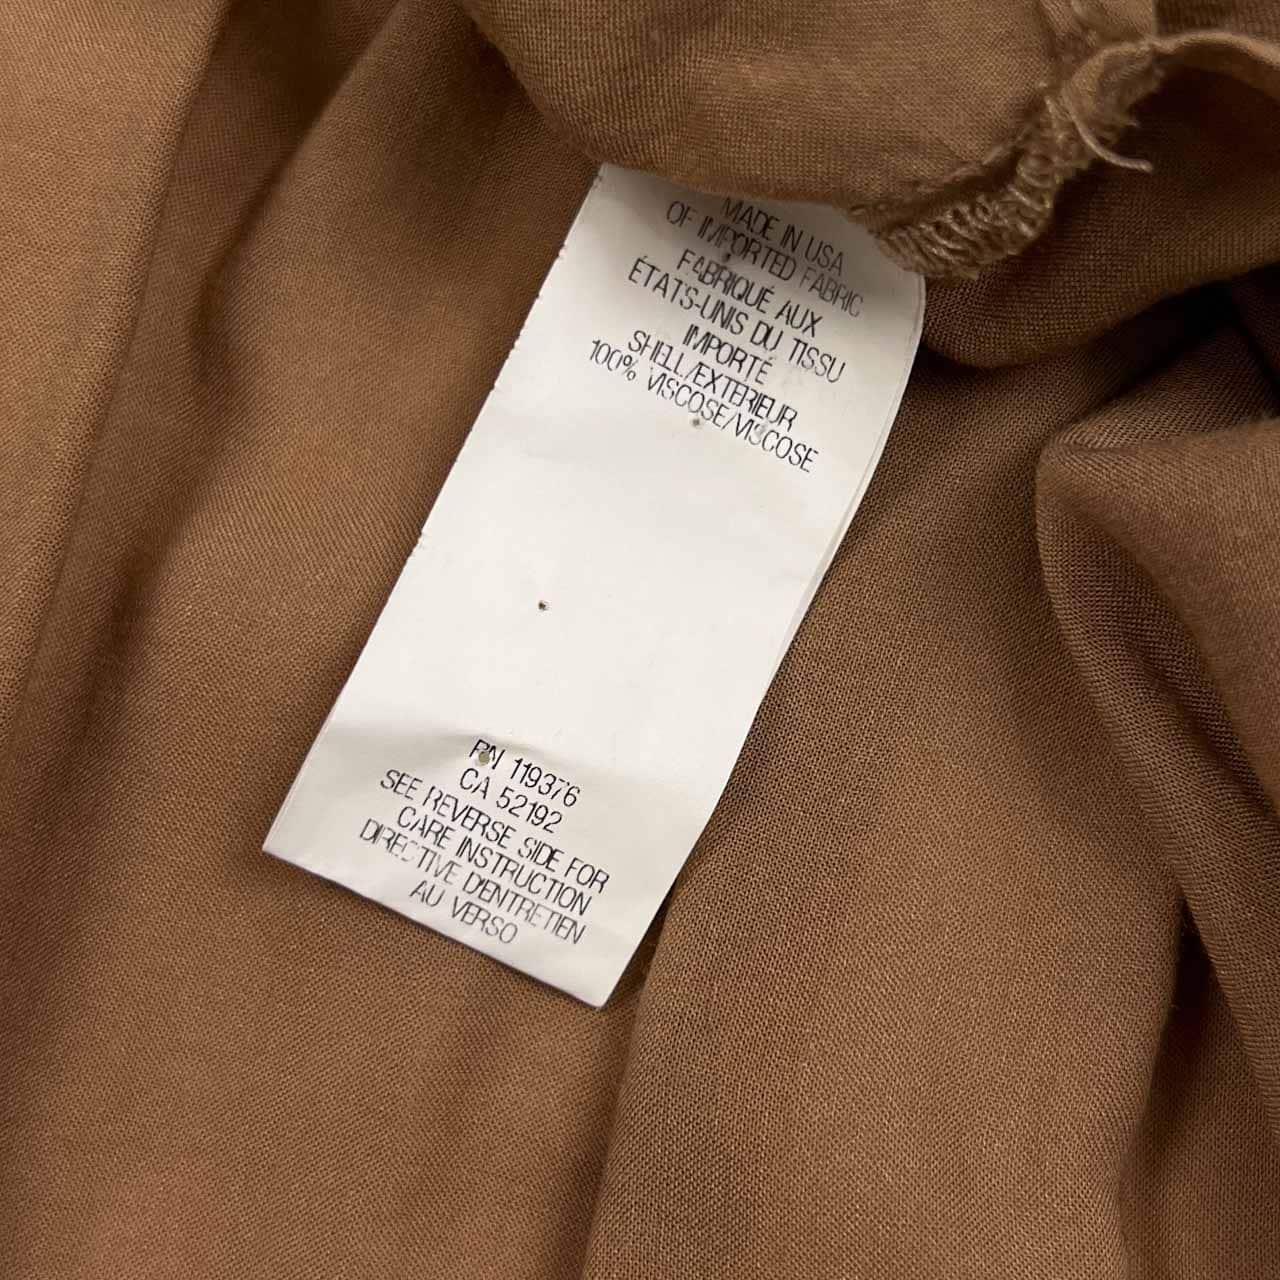 MADE IN USA
OF IMPORTED FABRIC
FABRIQUÉ AUX
ÉTATS-UNIS DU TISSU
IMPORTÉ
SHELL/EXTERIEUR
100% VISCOSE/VISCOSE
RN 119376
CA 52192
SEE REVERSE SIDE FOR
CARE INSTRUCTION
DIRECTIVE D'ENTRETIEN
AU VERSO